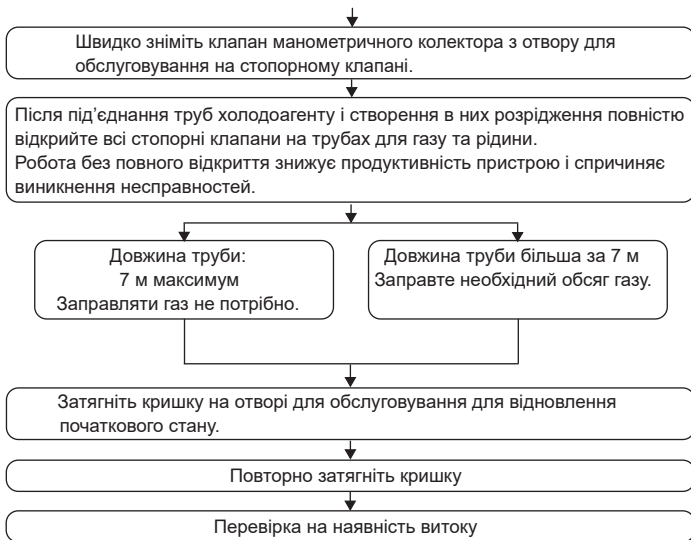 Швидко зніміть клапан манометричного колектора з отвору для
обслуговування на стопорному клапані.
Після під’єднання труб холодоагенту і створення в них розрідження повністю
відкрийте всі стопорні клапани на трубах для газу та рідини.
Робота без повного відкриття знижує продуктивність пристрою і спричиняє
виникнення несправностей.
Довжина труби:
7 м максимум
Заправляти газ не потрібно.
Довжина труби більша за 7 м
Заправте необхідний обсяг газу.
Затягніть кришку на отворі для обслуговування для відновлення
початкового стану.
Повторно затягніть кришку
Перевірка на наявність витоку